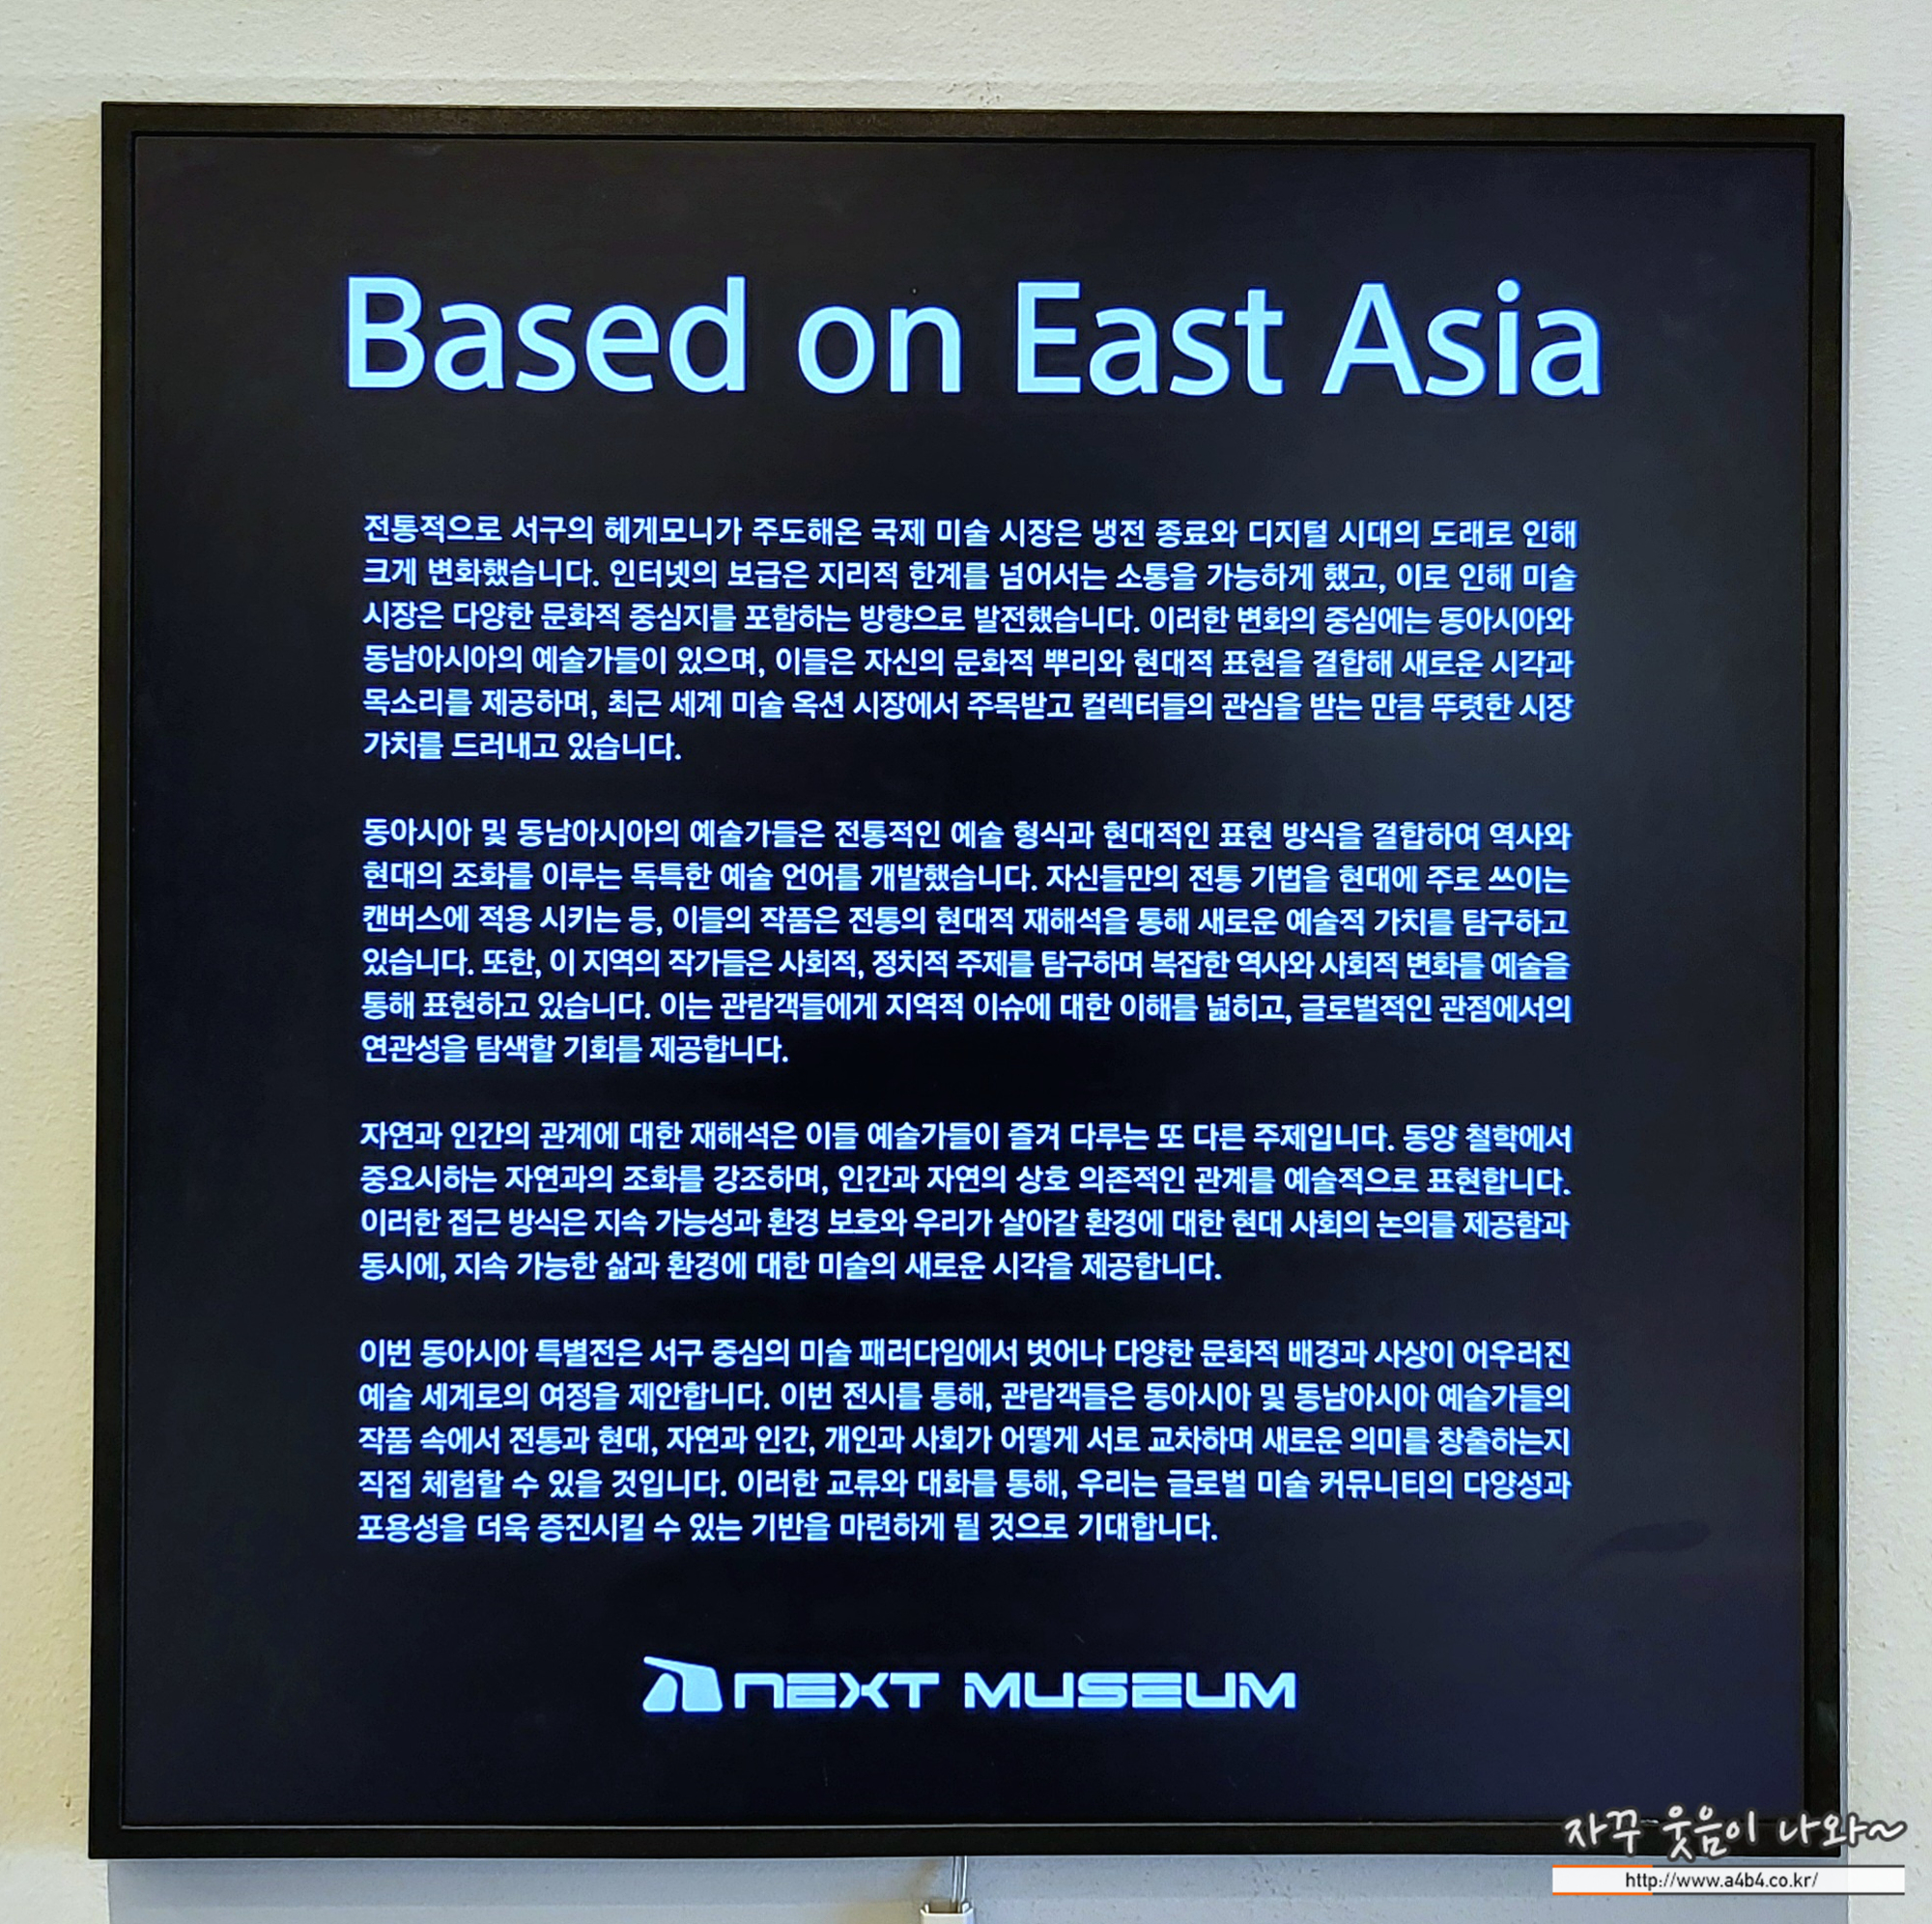 Based on East Asia
전통적으로 서구의 헤게모니가 주도해온 국제 미술 시장은 냉전 종료와 디지털 시대의 도래로 인해
크게 변화했습니다. 인터넷의 보급은 지리적 한계를 넘어서는 소통을 가능하게 했고, 이로 인해 미술
시장은 다양한 문화적 중심지를 포함하는 방향으로 발전했습니다. 이러한 변화의 중심에는 동아시아와
동남아시아의 예술가들이 있으며, 이들은 자신의 문화적 뿌리와 현대적 표현을 결합해 새로운 시각과
목소리를 제공하며, 최근 세계 미술 옥션 시장에서 주목받고 컬렉터들의 관심을 받는 만큼 뚜렷한 시장
가치를 드러내고 있습니다.
동아시아 및 동남아시아의 예술가들은 전통적인 예술 형식과 현대적인 표현 방식을 결합하여 역사와
현대의 조화를 이루는 독특한 예술 언어를 개발했습니다. 자신들만의 전통 기법을 현대에 주로 쓰이는
캔버스에 적용 시키는 등, 이들의 작품은 전통의 현대적 재해석을 통해 새로운 예술적 가치를 탐구하고
있습니다. 또한, 이 지역의 작가들은 사회적, 정치적 주제를 탐구하며 복잡한 역사와 사회적 변화를 예술을
통해 표현하고 있습니다. 이는 관람객들에게 지역적 이슈에 대한 이해를 넓히고, 글로벌적인 관점에서의
연관성을 탐색할 기회를 제공합니다.
자연과 인간의 관계에 대한 재해석은 이들 예술가들이 즐겨 다루는 또 다른 주제입니다. 동양 철학에서
중요시하는 자연과의 조화를 강조하며, 인간과 자연의 상호 의존적인 관계를 예술적으로 표현합니다.
이러한 접근 방식은 지속 가능성과 환경 보호와 우리가 살아갈 환경에 대한 현대 사회의 논의를 제공함과
동시에, 지속 가능한 삶과 환경에 대한 미술의 새로운 시각을 제공합니다.
이번 동아시아 특별전은 서구 중심의 미술 패러다임에서 벗어나 다양한 문화적 배경과 사상이 어우러진
예술 세계로의 여정을 제안합니다. 이번 전시를 통해, 관람객들은 동아시아 및 동남아시아 예술가들의
작품 속에서 전통과 현대, 자연과 인간, 개인과 사회가 어떻게 서로 교차하며 새로운 의미를 창출하는지
직접 체험할 수 있을 것입니다. 이러한 교류와 대화를 통해, 우리는 글로벌 미술 커뮤니티의 다양성과
포용성을 더욱 증진시킬 수 있는 기반을 마련하게 될 것으로 기대합니다.
NEXT MUSEUM
자꾸 웃음이 나와~
http://www.a4b4.co.kr/